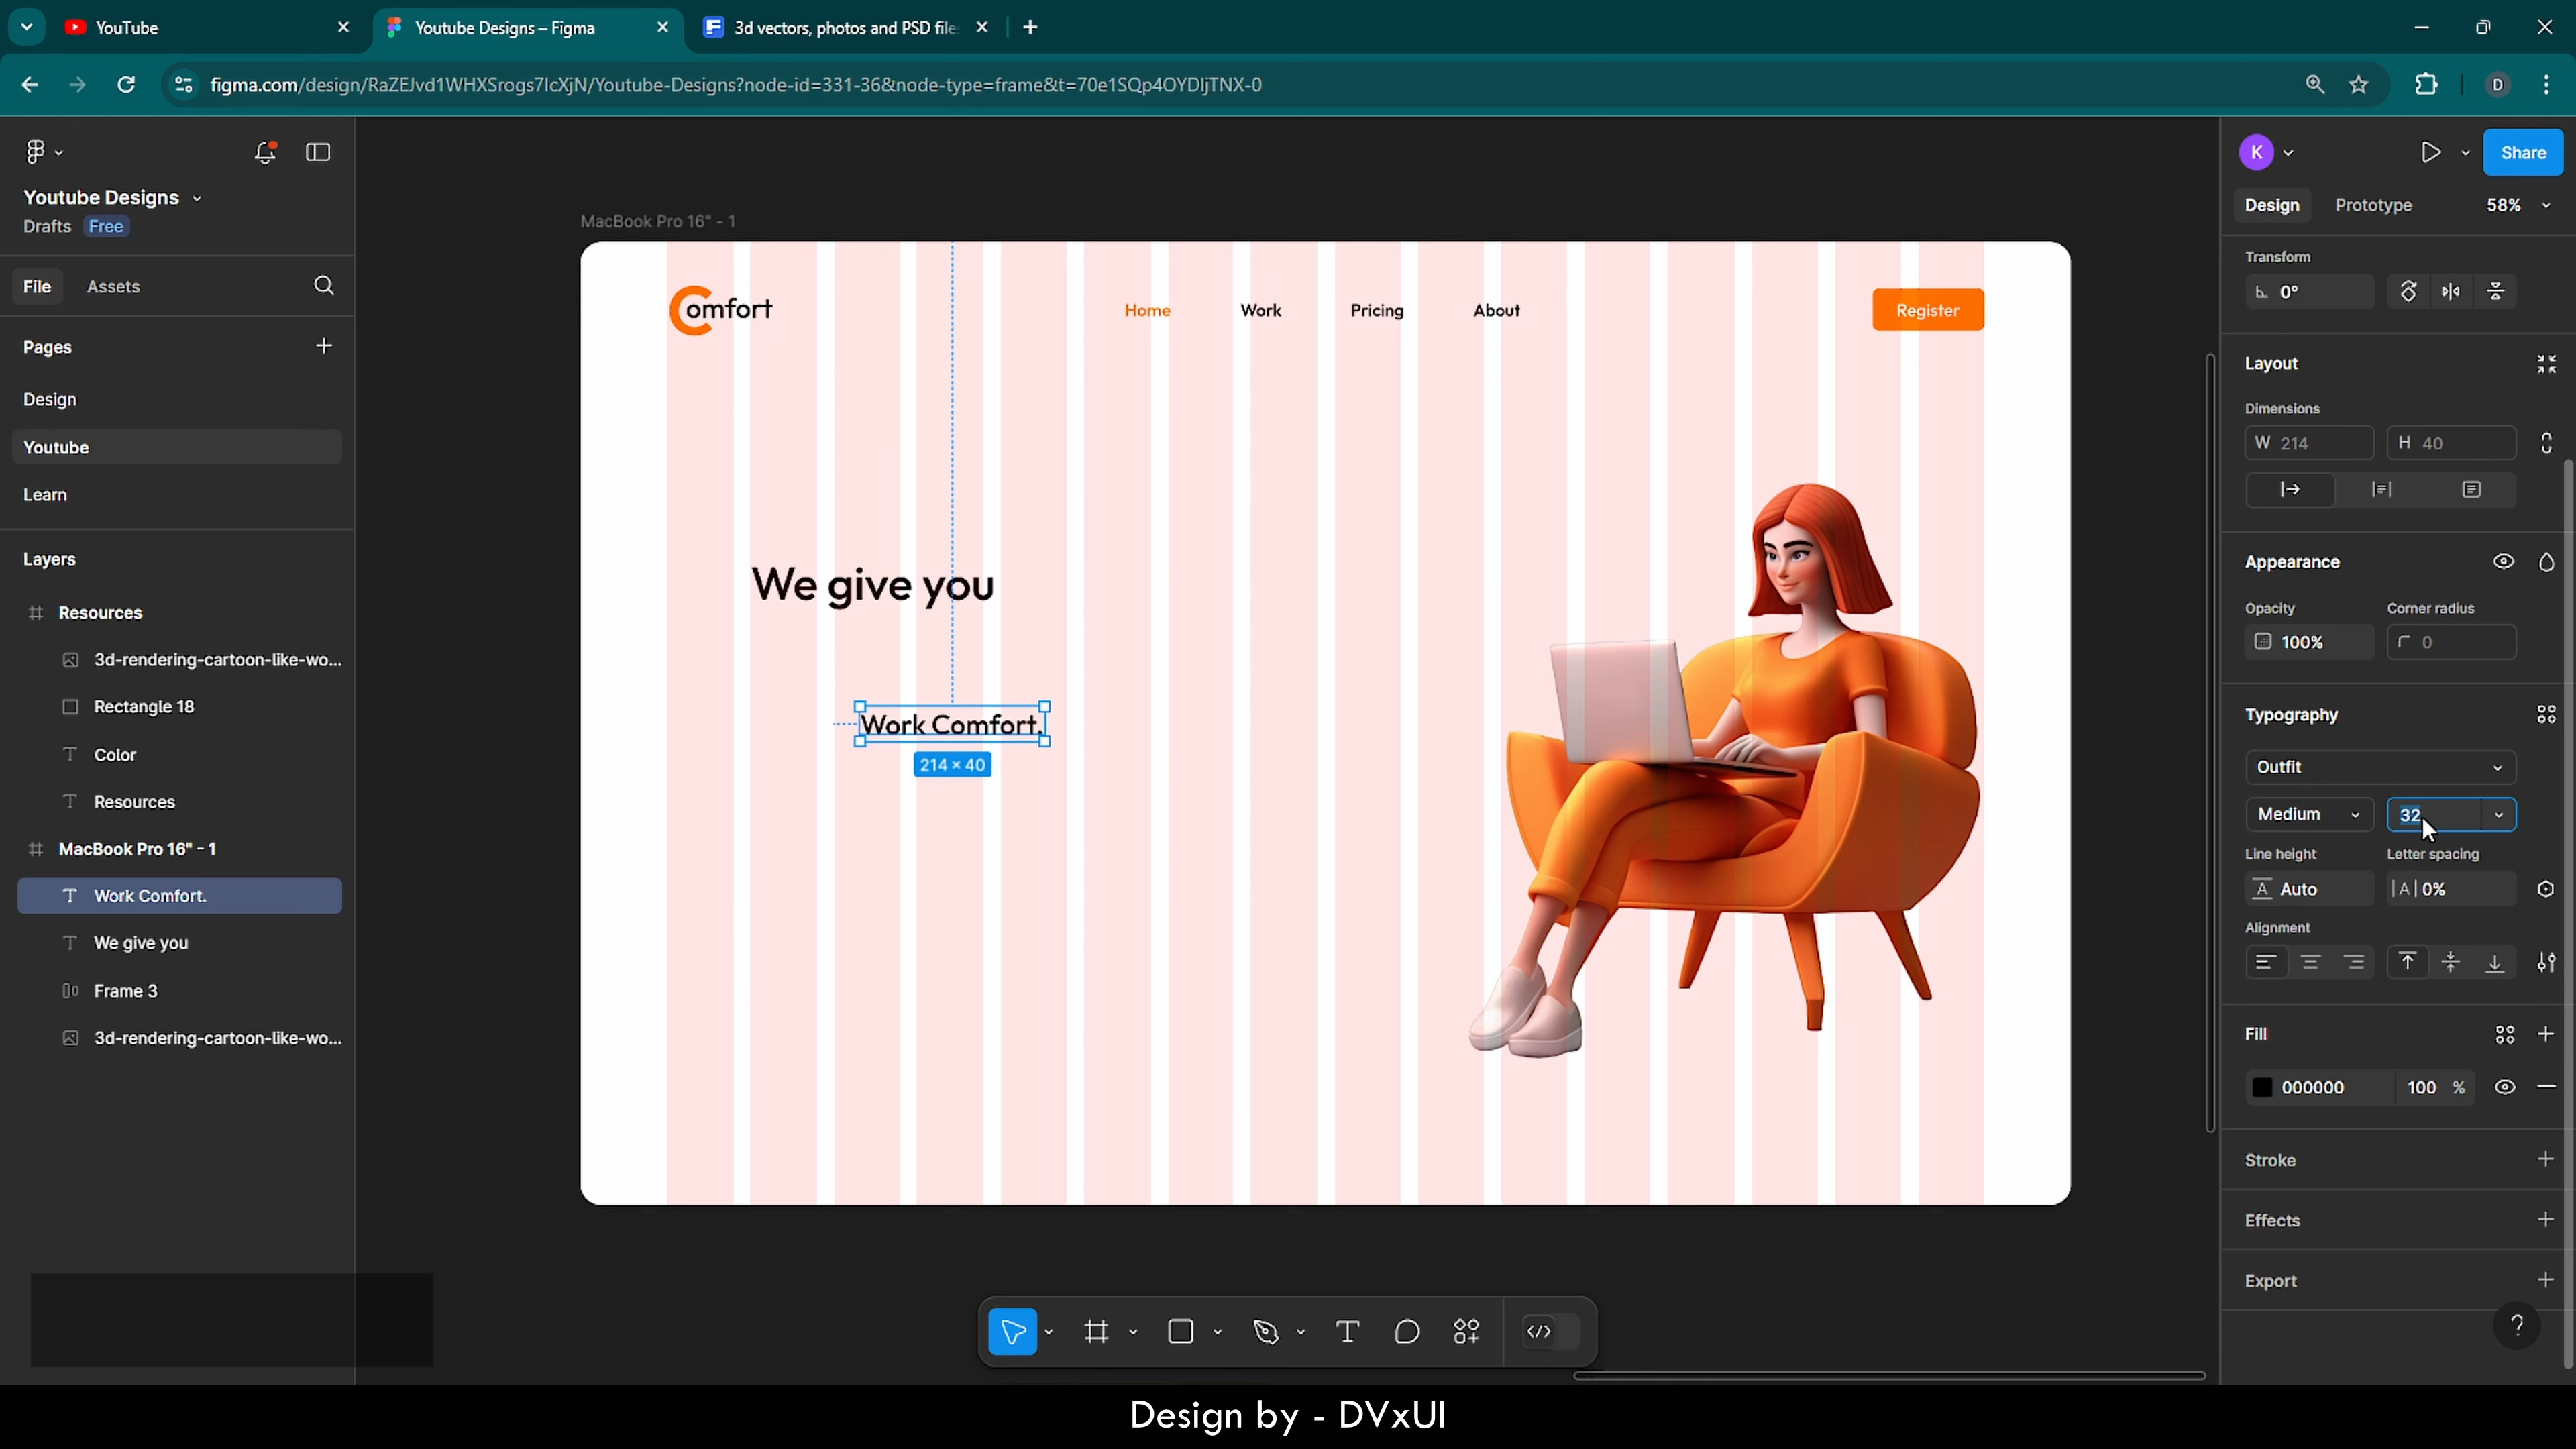 YouTube
Youtube Designs – Figma
3d vectors, photos and PSD file
figma.com/design/RaZEJvd1WHXSrogs7IcXjN/Youtube-Designs?node-id=331-36&node-type=frame&t=70e1SQp4OYDIjTNX-0
D
K
Share
Youtube Designs
Drafts Free
Design Prototype 58%
File Assets
Pages
Design
Youtube
Learn
Layers
Resources
3d-rendering-cartoon-like-wo...
Rectangle 18
Color
Resources
MacBook Pro 16" - 1
Work Comfort.
We give you
Frame 3
3d-rendering-cartoon-like-wo...
MacBook Pro 16" - 1
Comfort
Home Work Pricing About
Register
We give you
Work Comfort.
214 × 40
Transform
0°
Layout
Dimensions
W 214 H 40
Appearance
Opacity Corner radius
100% 0
Typography
Outfit
Medium 32
Line height Letter spacing
A Auto |A| 0%
Alignment
Fill
000000 100 %
Stroke
Effects
Export
?
Design by - DVxUI